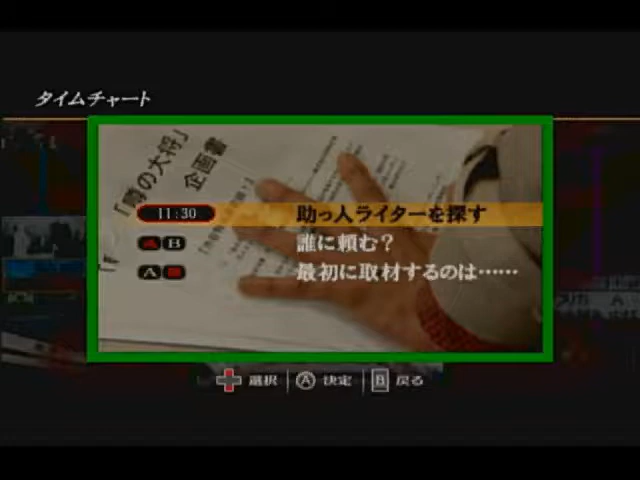 タイムチャート
「噂の大将」
企画書
11:30 助っ人ライターを探す
A B 誰に頼む?
A B 最初に取材するのは……
選択 A 決定 B 戻る